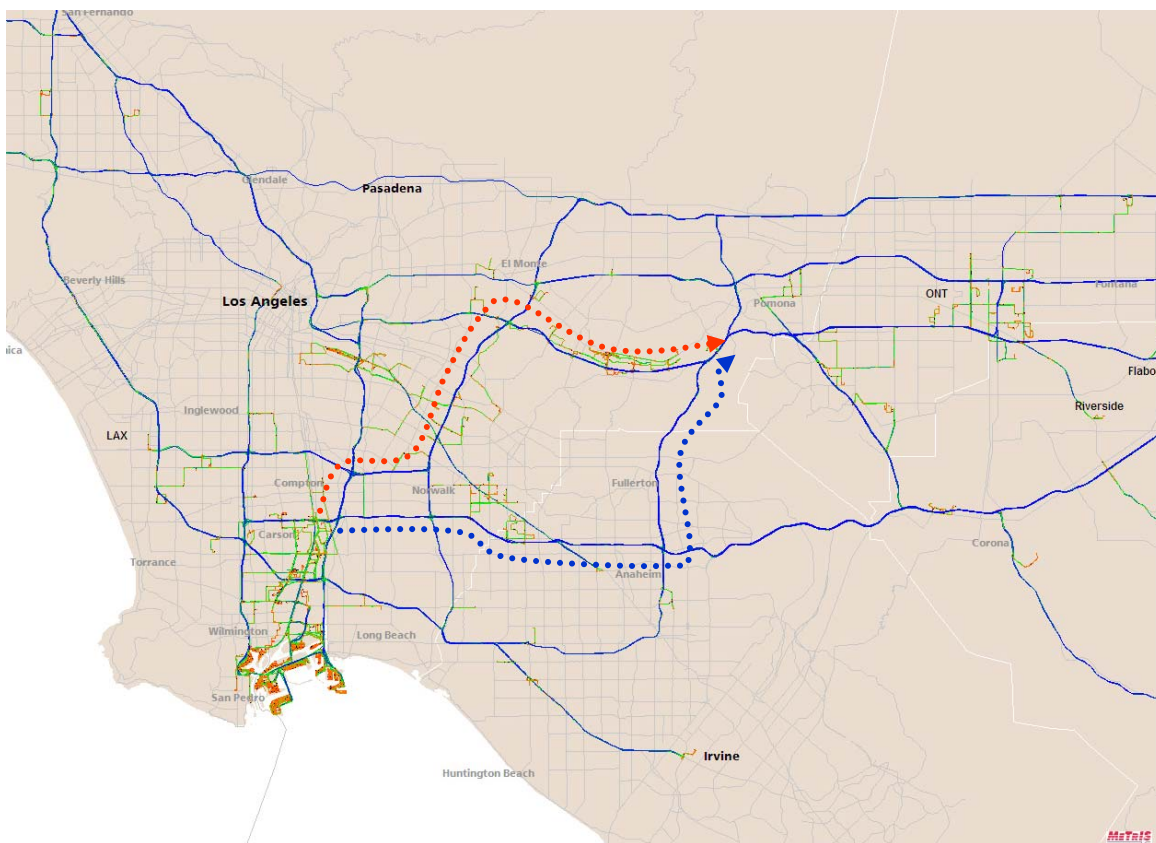 San Fernando
Glendale
Pasadena
El Monte
Beverly Hills
Los Angeles
ONT
Fontana
Pomona
nica
Flabo
Inglewood
Riverside
LAX
Compton
Norwalk
Fullerton
Carson
Corona
Torrance
Anaheim
Wilmington
Long Beach
San Pedro
Irvine
Huntington Beach
MeTrIS